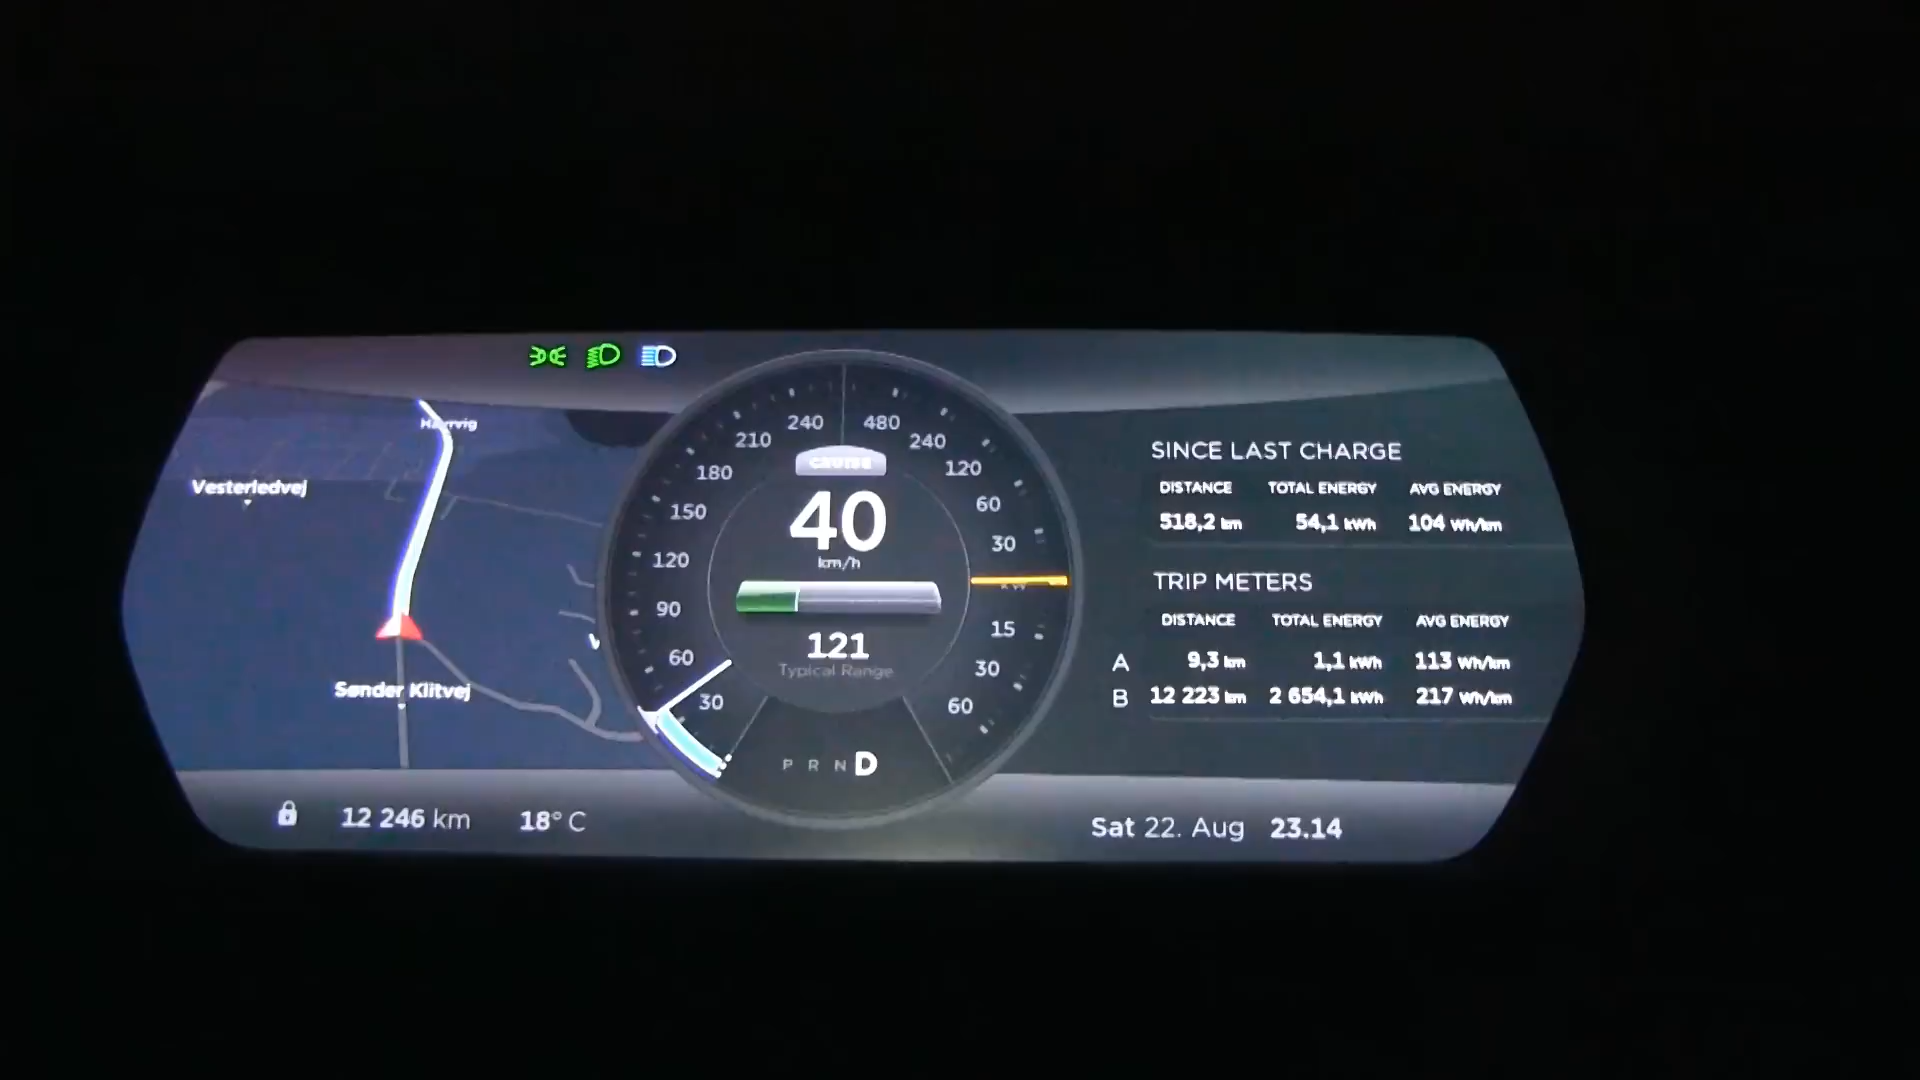 Vesterledvej
Sønder Klitvej
240 480
210 240
180 120
150 60
120 30
90
60 15
30 30
60
CRUISE
40
km/h
121
Typical Range
P R N D
SINCE LAST CHARGE
DISTANCE TOTAL ENERGY AVG ENERGY
518,2 km 54,1 kWh 104 Wh/km
TRIP METERS
DISTANCE TOTAL ENERGY AVG ENERGY
A 9,3 km 1,1 kWh 113 Wh/km
B 12 223 km 2 654,1 kWh 217 Wh/km
12 246 km 18° C
Sat 22. Aug 23.14